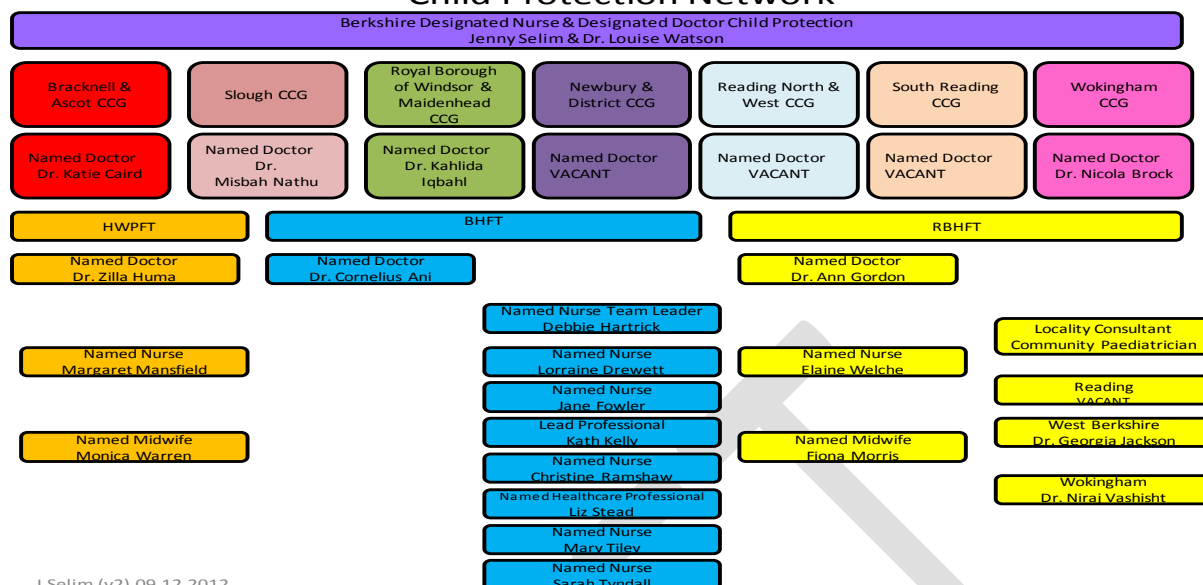 Child Protection Network
Berkshire Designated Nurse & Designated Doctor Child Protection
Jenny Selim & Dr. Louise Watson
Bracknell &
Ascot CCG
Slough CCG
Royal Borough
of Windsor &
Maidenhead
CCG
Newbury &
District CCG
Reading North &
West CCG
South Reading
CCG
Wokingham
CCG
Named Doctor
Dr. Katie Caird
Named Doctor
Dr.
Misbah Nathu
Named Doctor
Dr. Kahlida
Iqbahl
Named Doctor
VACANT
Named Doctor
VACANT
Named Doctor
VACANT
Named Doctor
Dr. Nicola Brock
HWPFT
BHFT
RBHFT
Named Doctor
Dr. Zilla Huma
Named Doctor
Dr. Cornelius Ani
Named Doctor
Dr. Ann Gordon
Named Nurse Team Leader
Debbie Hartrick
Locality Consultant
Community Paediatrician
Named Nurse
Margaret Mansfield
Named Nurse
Lorraine Drewett
Named Nurse
Elaine Welche
Named Nurse
Jane Fowler
Reading
VACANT
Lead Professional
Kath Kelly
West Berkshire
Dr. Georgia Jackson
Named Midwife
Monica Warren
Named Midwife
Fiona Morris
Named Nurse
Christine Ramshaw
Named Healthcare Professional
Liz Stead
Wokingham
Dr. Niraj Vashisht
Named Nurse
Mary Tiley
Named Nurse
Sarah Tyndall
J Selim (v2) 09.12.2012